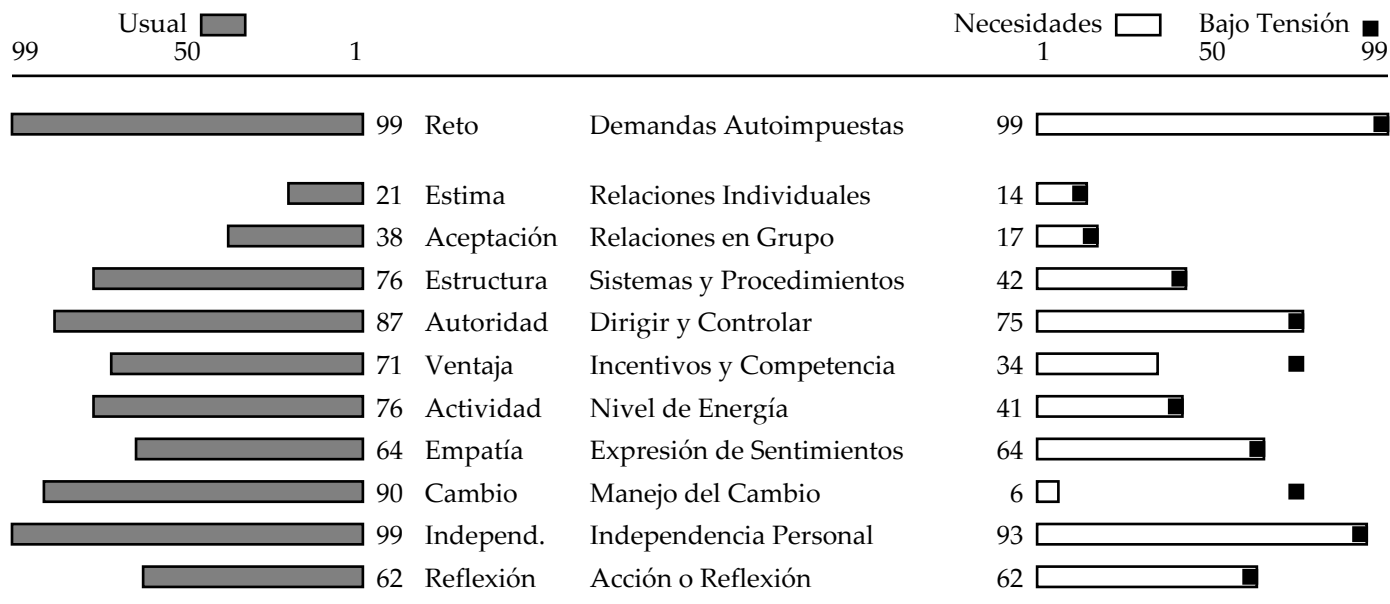 Usual Necesidades Bajo Tensión
99 50 1 1 50 99
99 Reto Demandas Autoimpuestas 99
21 Estima Relaciones Individuales 14
38 Aceptación Relaciones en Grupo 17
76 Estructura Sistemas y Procedimientos 42
87 Autoridad Dirigir y Controlar 75
71 Ventaja Incentivos y Competencia 34
76 Actividad Nivel de Energía 41
64 Empatía Expresión de Sentimientos 64
90 Cambio Manejo del Cambio 6
99 Independ. Independencia Personal 93
62 Reflexión Acción o Reflexión 62